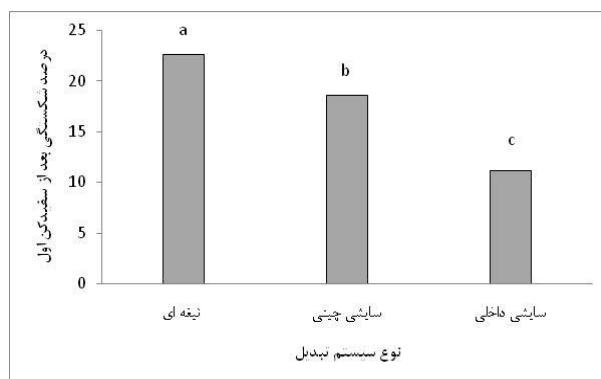 درصد شکستگی بعد از سفیدکن اول
25
20
15
10
5
0
a
b
c
تیغه ای
سایشی چینی
سایشی داخلی
نوع سیستم تبدیل